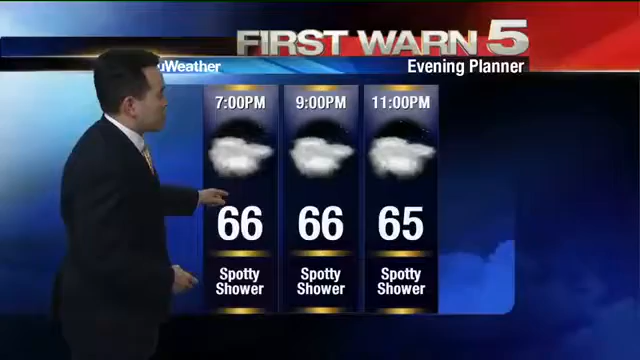 FIRST WARN 5
uWeather
Evening Planner
7:00PM 9:00PM 11:00PM
66 66 65
Spotty Spotty Spotty
Shower Shower Shower